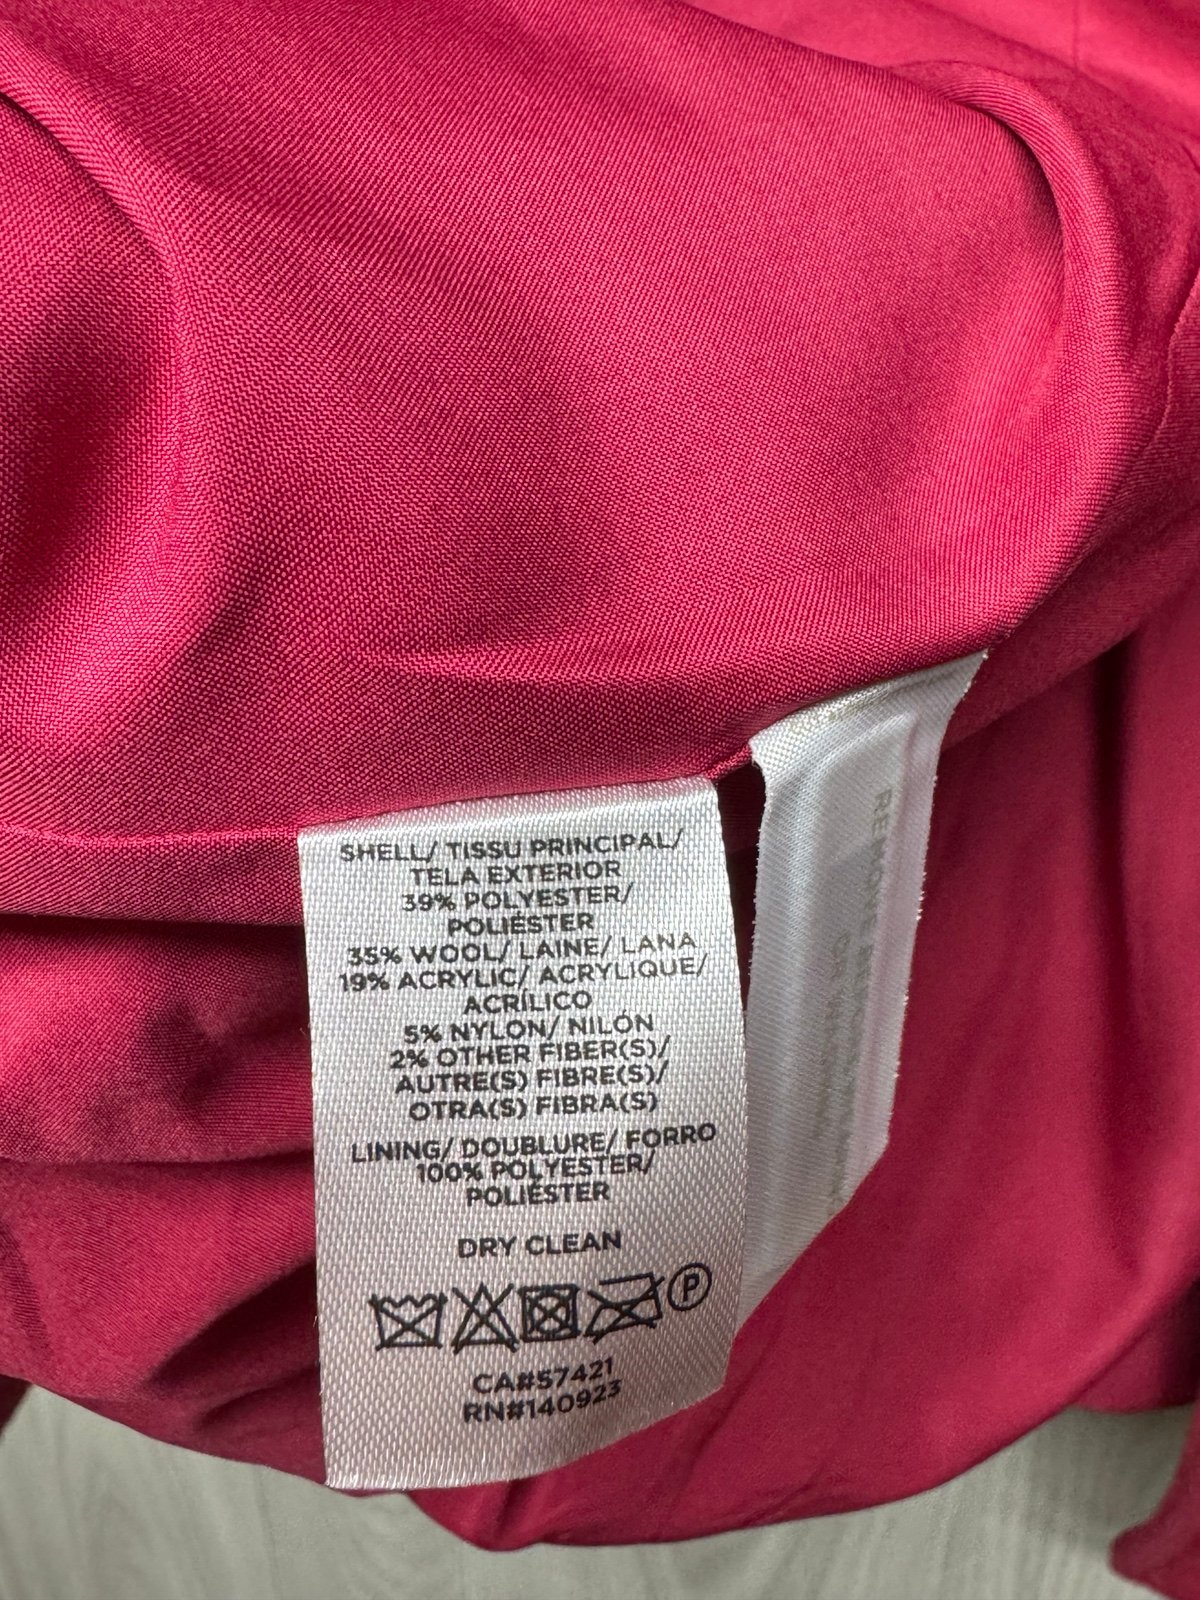 SHELL/ TISSU PRINCIPAL/
TELA EXTERIOR
39% POLYESTER/
POLIÉSTER
35% WOOL/ LAINE/ LANA
19% ACRYLIC/ ACRYLIQUE/
ACRÍLICO
5% NYLON/ NILÓN
2% OTHER FIBER(S)/
AUTRE(S) FIBRE(S)/
OTRA(S) FIBRA(S)
LINING/ DOUBLURE/ FORRO
100% POLYESTER/
POLIÉSTER
DRY CLEAN
P
CA#57421
RN#140923